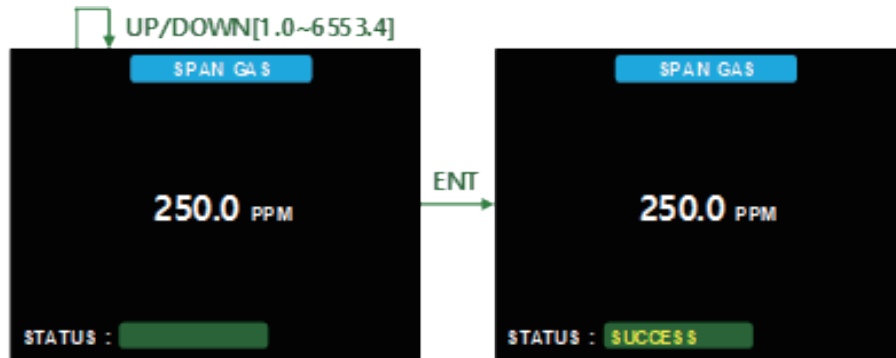 UP/DOWN[1.0~6553.4]
SPAN GAS
250.0 PPM
STATUS :
ENT
SPAN GAS
250.0 PPM
STATUS : SUCCESS